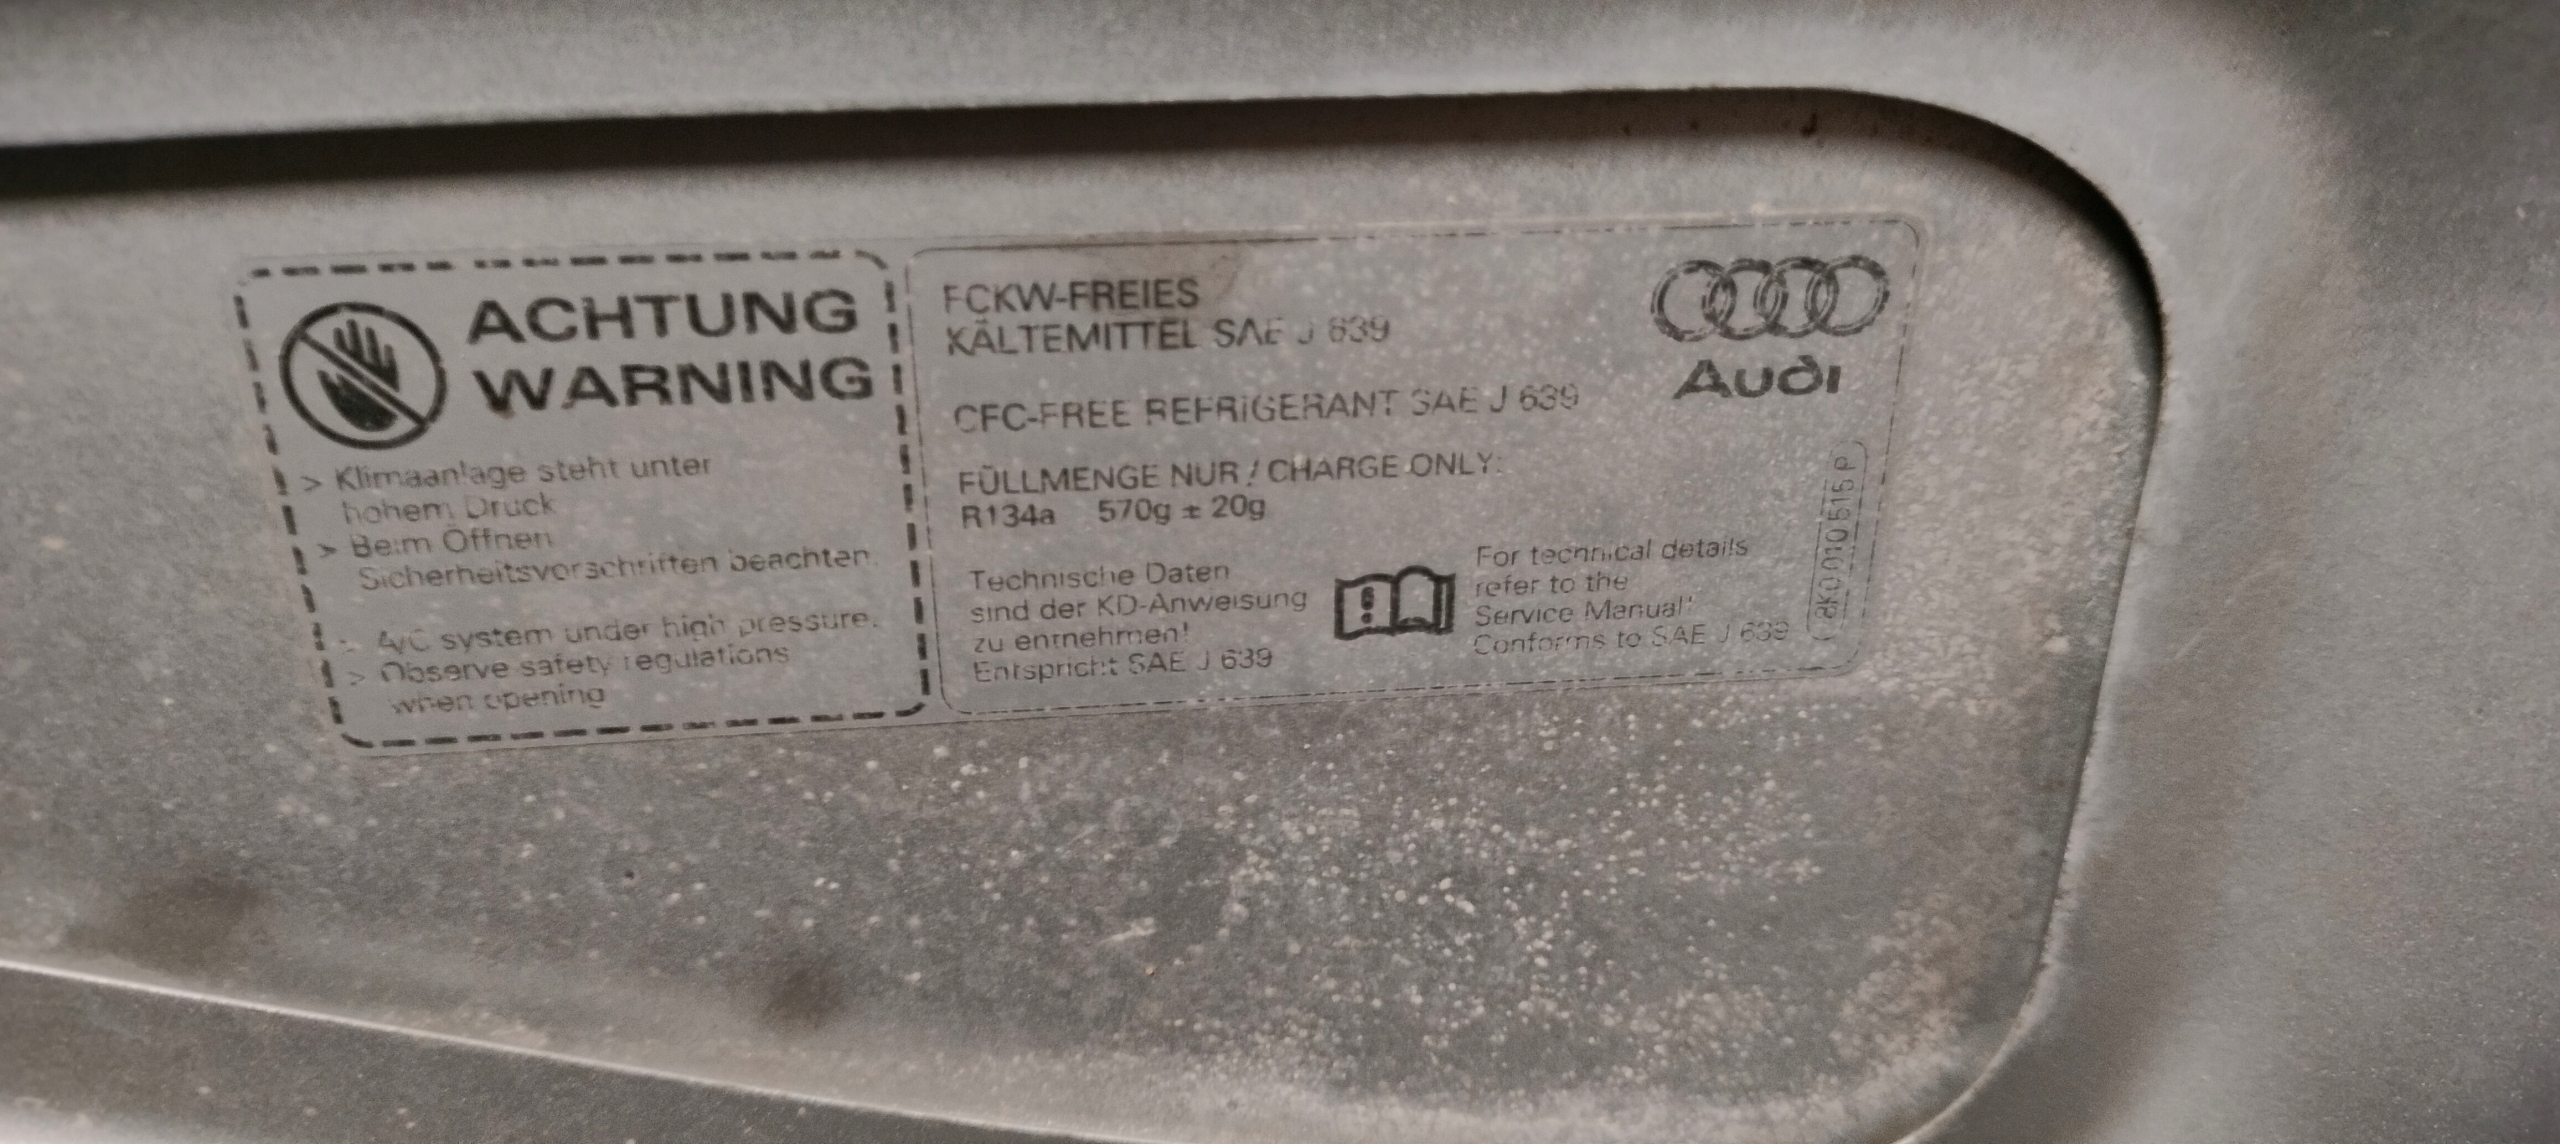 ACHTUNG
WARNING
> Klimaanlage steht unter
hohem Druck
> Beim Öffnen
Sicherheitsvorschriften beachten.
A/C system under high pressure.
> Observe safety regulations
when opening
FCKW-FREIES
KÄLTEMITTEL SAE J 639
CFC-FREE REFRIGERANT SAE J 639
FÜLLMENGE NUR / CHARGE ONLY:
R134a 570g ± 20g
Technische Daten
sind der KD-Anweisung
zu entnehmen!
Entspricht SAE J 639
For technical details
refer to the
Service Manual!
Conforms to SAE J 639
Audi
8K0 010 515 P